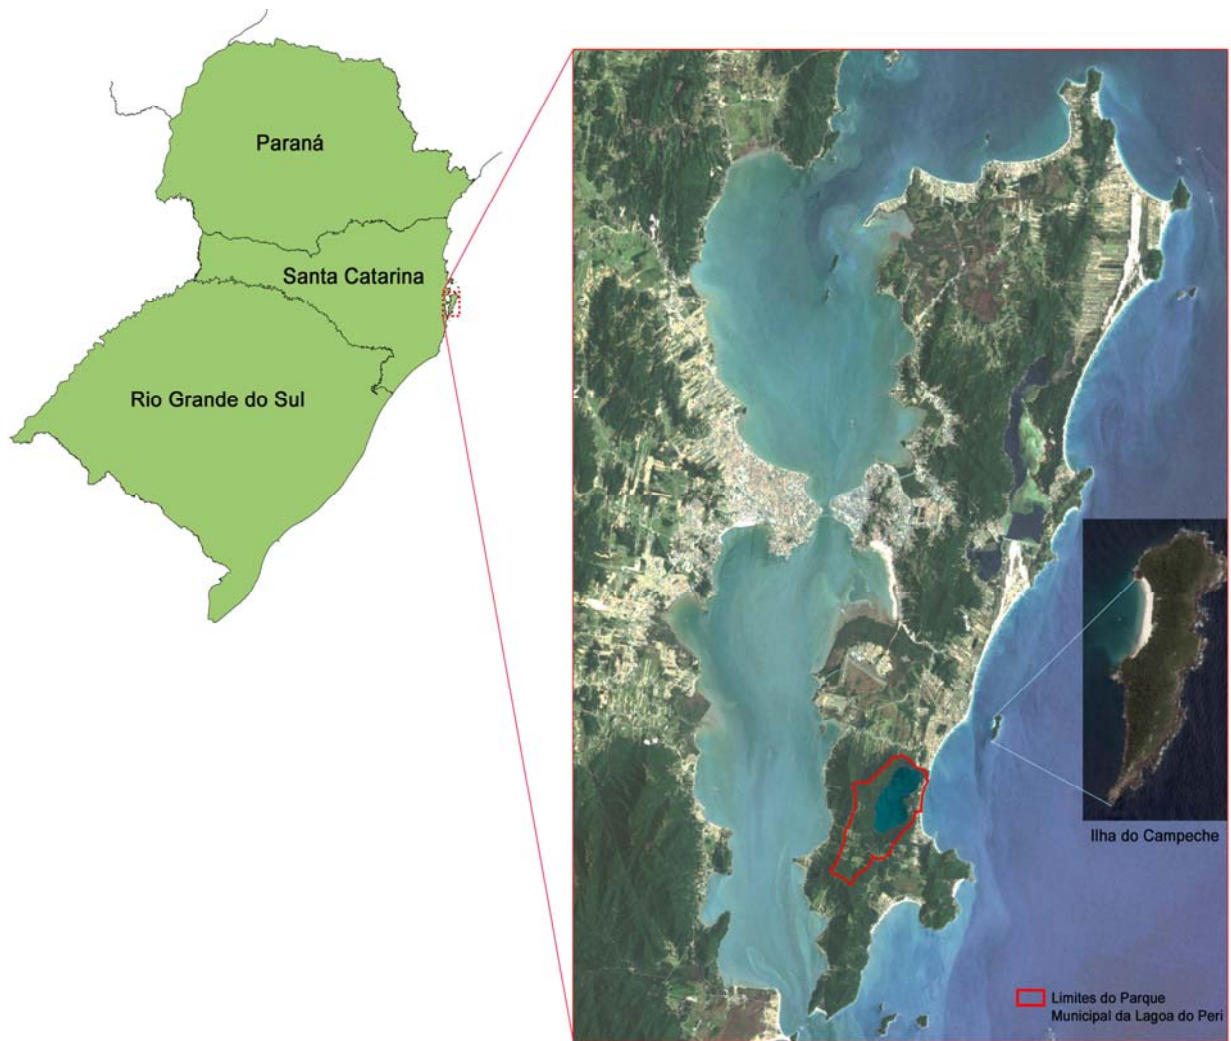 Paraná
Santa Catarina
Rio Grande do Sul
Ilha do Campeche
Limites do Parque
Municipal da Lagoa do Peri